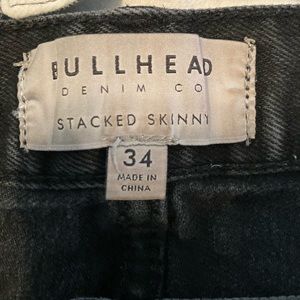 BULLHEAD
DENIM CO
STACKED SKINNY
34
MADE IN
CHINA